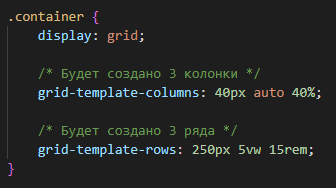 .container {
display: grid;
/* Будет создано 3 колонки */
grid-template-columns: 40px auto 40%;
/* Будет создано 3 ряда */
grid-template-rows: 250px 5vw 15rem;
}